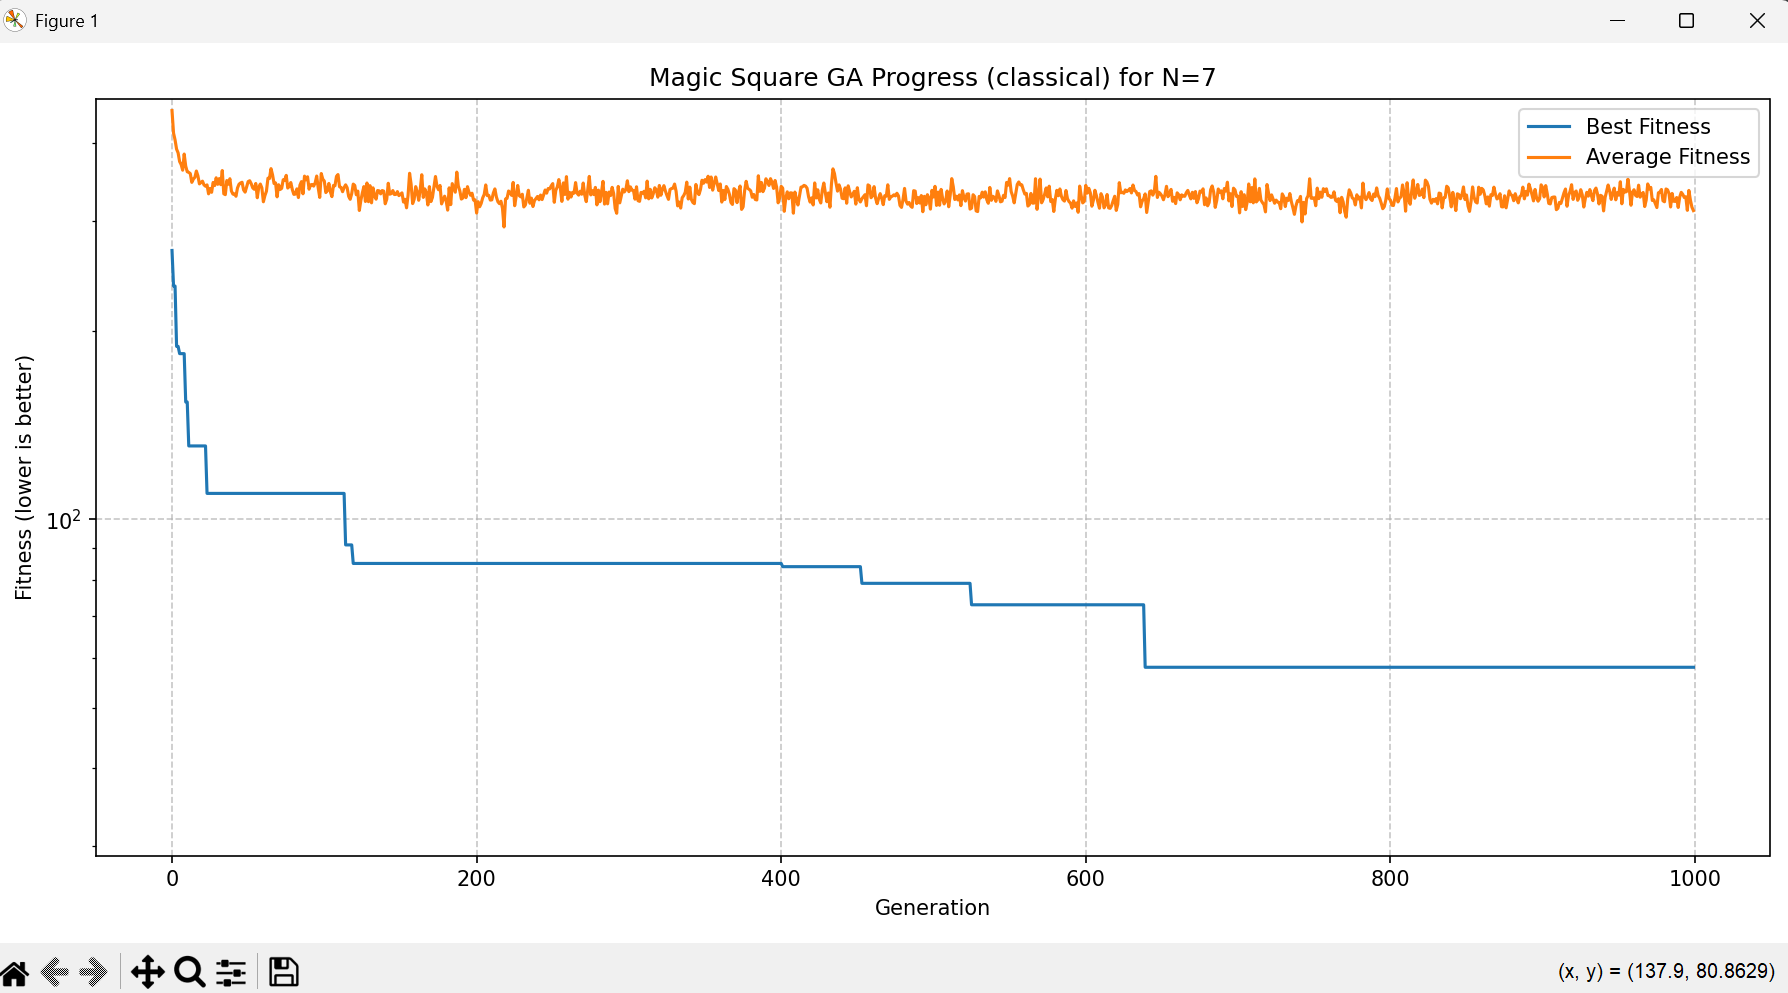 Figure 1
Magic Square GA Progress (classical) for N=7
Best Fitness
Average Fitness
Fitness (lower is better)
10²
0 200 400 600 800 1000
Generation
(x, y) = (137.9, 80.8629)